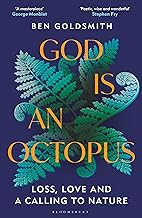 BEN GOLDSMITH
'A masterpiece'
George Monbiot
'Poetic, wise and wonderful'
Stephen Fry
GOD
IS
AN
OCTOPUS
LOSS, LOVE AND
A CALLING TO NATURE
BLOOMSBURY